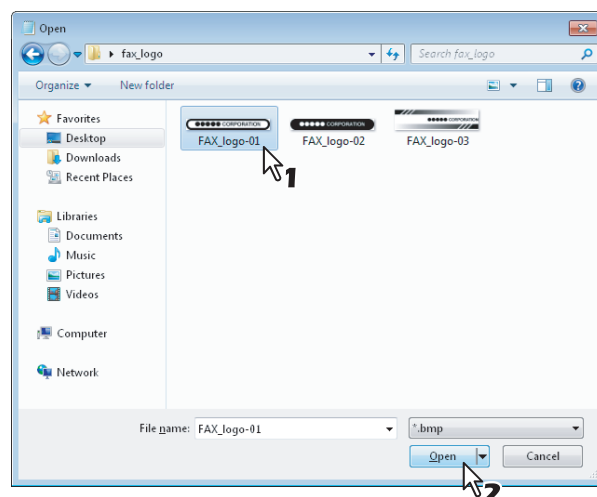 Open
fax_logo
Search fax_logo
Organize
New folder
Favorites
Desktop
Downloads
Recent Places
Libraries
Documents
Music
Pictures
Videos
Computer
Network
CORPORATION
CORPORATION
CORPORATION
FAX_logo-01
FAX_logo-02
FAX_logo-03
1
File name:
FAX_logo-01
*.bmp
Open
Cancel
2